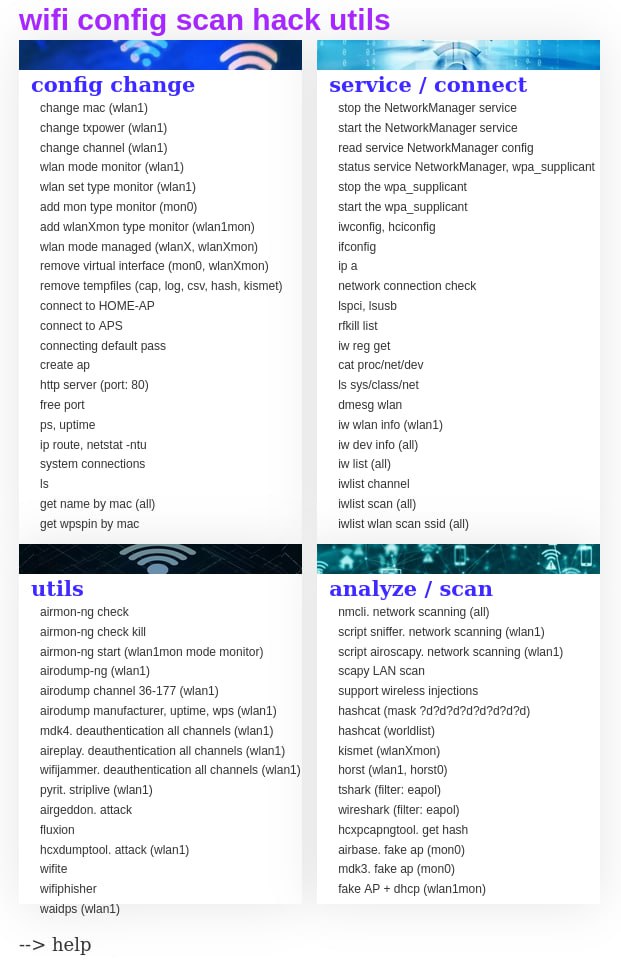 wifi config scan hack utils
config change
change mac (wlan1)
change txpower (wlan1)
change channel (wlan1)
wlan mode monitor (wlan1)
wlan set type monitor (wlan1)
add mon type monitor (mon0)
add wlanXmon type monitor (wlan1mon)
wlan mode managed (wlanX, wlanXmon)
remove virtual interface (mon0, wlanXmon)
remove tempfiles (cap, log, csv, hash, kismet)
connect to HOME-AP
connect to APS
connecting default pass
create ap
http server (port: 80)
free port
ps, uptime
ip route, netstat -ntu
system connections
ls
get name by mac (all)
get wpspin by mac
service / connect
stop the NetworkManager service
start the NetworkManager service
read service NetworkManager config
status service NetworkManager, wpa_supplicant
stop the wpa_supplicant
start the wpa_supplicant
iwconfig, hciconfig
ifconfig
ip a
network connection check
lspci, lsusb
rfkill list
iw reg get
cat proc/net/dev
ls sys/class/net
dmesg wlan
iw wlan info (wlan1)
iw dev info (all)
iw list (all)
iwlist channel
iwlist scan (all)
iwlist wlan scan ssid (all)
utils
airmon-ng check
airmon-ng check kill
airmon-ng start (wlan1mon mode monitor)
airodump-ng (wlan1)
airodump channel 36-177 (wlan1)
airodump manufacturer, uptime, wps (wlan1)
mdk4. deauthentication all channels (wlan1)
aireplay. deauthentication all channels (wlan1)
wifijammer. deauthentication all channels (wlan1)
pyrit. striplive (wlan1)
airgeddon. attack
fluxion
hcxdumptool. attack (wlan1)
wifite
wifiphisher
waidps (wlan1)
analyze / scan
nmcli. network scanning (all)
script sniffer. network scanning (wlan1)
script airoscapy. network scanning (wlan1)
scapy LAN scan
support wireless injections
hashcat (mask ?d?d?d?d?d?d?d?d)
hashcat (worldlist)
kismet (wlanXmon)
horst (wlan1, horst0)
tshark (filter: eapol)
wireshark (filter: eapol)
hcxpcapngtool. get hash
airbase. fake ap (mon0)
mdk3. fake ap (mon0)
fake AP + dhcp (wlan1mon)
--> help